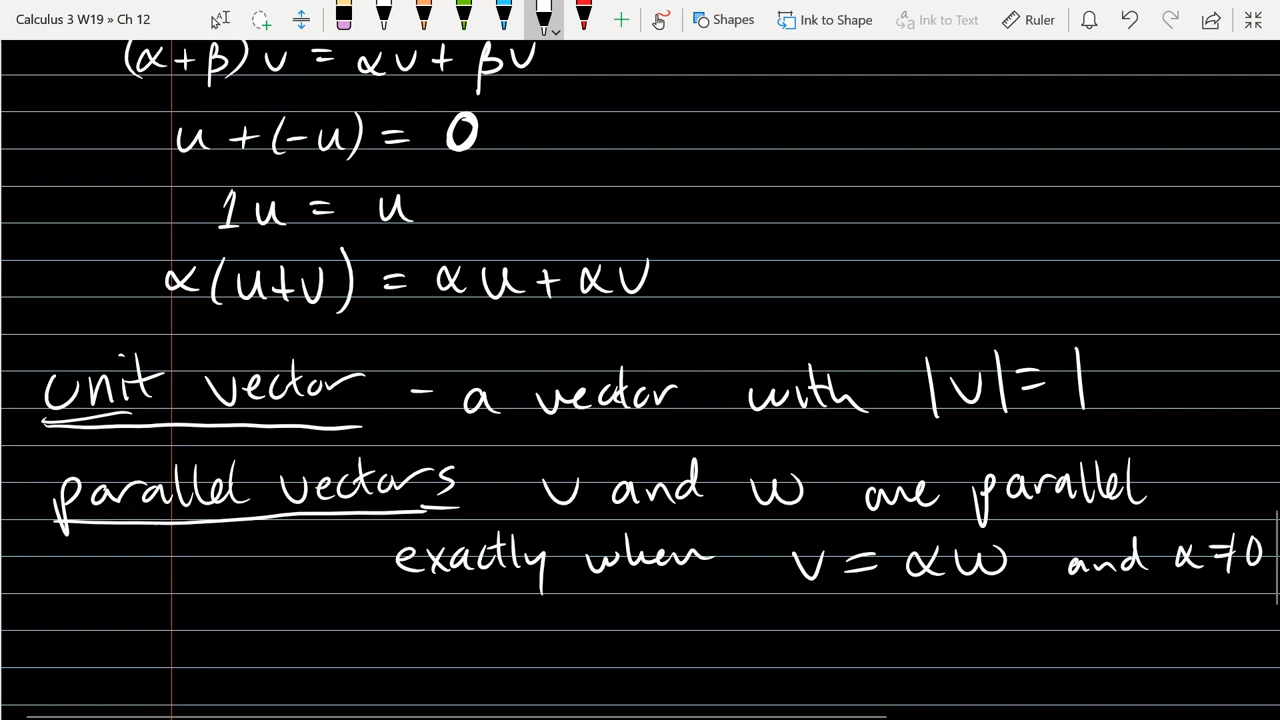 Calculus 3 W19 » Ch 12
Shapes
Ink to Shape
Ink to Text
Ruler
(α+β)v = αv + βv
u + (-u) = 0
1u = u
α(u+v) = αu + αv
unit vector - a vector with |v| = 1
parallel vectors v and w are parallel
exactly when v = αw and α ≠ 0